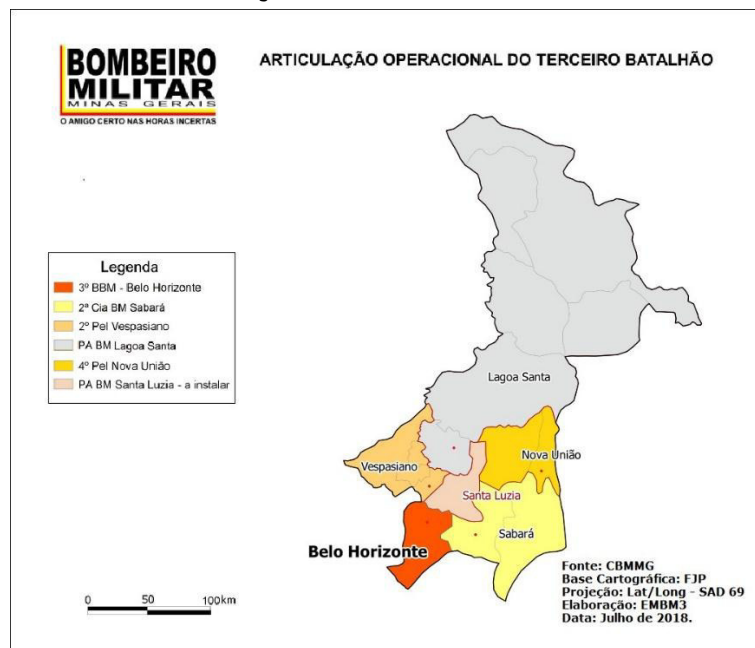 BOMBEIRO
MILITAR
MINAS GERAIS
O AMIGO CERTO NAS HORAS INCERTAS
ARTICULAÇÃO OPERACIONAL DO TERCEIRO BATALHÃO
Legenda
3º BBM - Belo Horizonte
2ª Cia BM Sabará
2º Pel Vespasiano
PA BM Lagoa Santa
4º Pel Nova União
PA BM Santa Luzia - a instalar
Lagoa Santa
Vespasiano
Nova União
Santa Luzia
Sabará
Belo Horizonte
0 50 100km
Fonte: CBMMG
Base Cartográfica: FJP
Projeção: Lat/Long - SAD 69
Elaboração: EMBM3
Data: Julho de 2018.